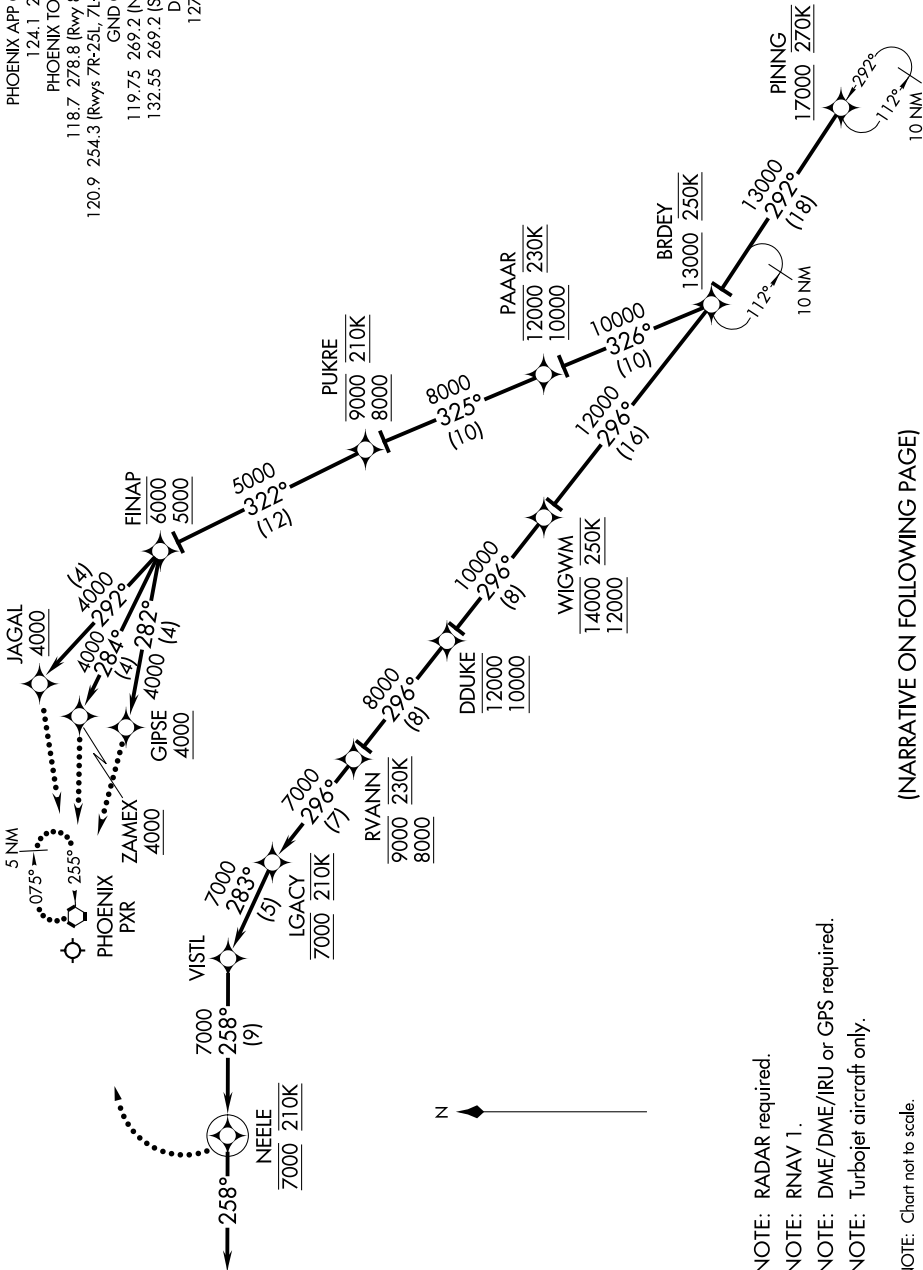 PHOENIX APP
124.1
PHOENIX TO
118.7 278.8 (Rwy
120.9 254.3 (Rwys 7R-25L, 7L
GND
119.75 269.2 (N
132.55 269.2 (S
D
127
JAGAL
4000
(4)
4000
292°
4000
284°
(4)
4000 282°
(4)
FINAP
6000
5000
GIPSE
4000
ZAMEX
4000
5 NM
075°
255°
PHOENIX
PXR
5000
322°
(12)
PUKRE
9000 210K
8000
8000
325°
(10)
PAAAR
12000 230K
10000
10000
326°
(10)
BRDEY
13000 250K
112°
10 NM
13000
292°
(18)
PINNG
17000 270K
292°
112°
10 NM
12000
296°
(16)
WIGWM
14000 250K
12000
10000
296°
(8)
DDUKE
12000
10000
8000
296°
(8)
RVANN
9000 230K
8000
7000
296°
(7)
LGACY
7000 210K
7000
283°
(5)
VISTL
7000
258°
(9)
NEELE
7000 210K
258°
N
NOTE: RADAR required.
NOTE: RNAV 1.
NOTE: DME/DME/IRU or GPS required.
NOTE: Turbojet aircraft only.
IOTE: Chart not to scale.
(NARRATIVE ON FOLLOWING PAGE)